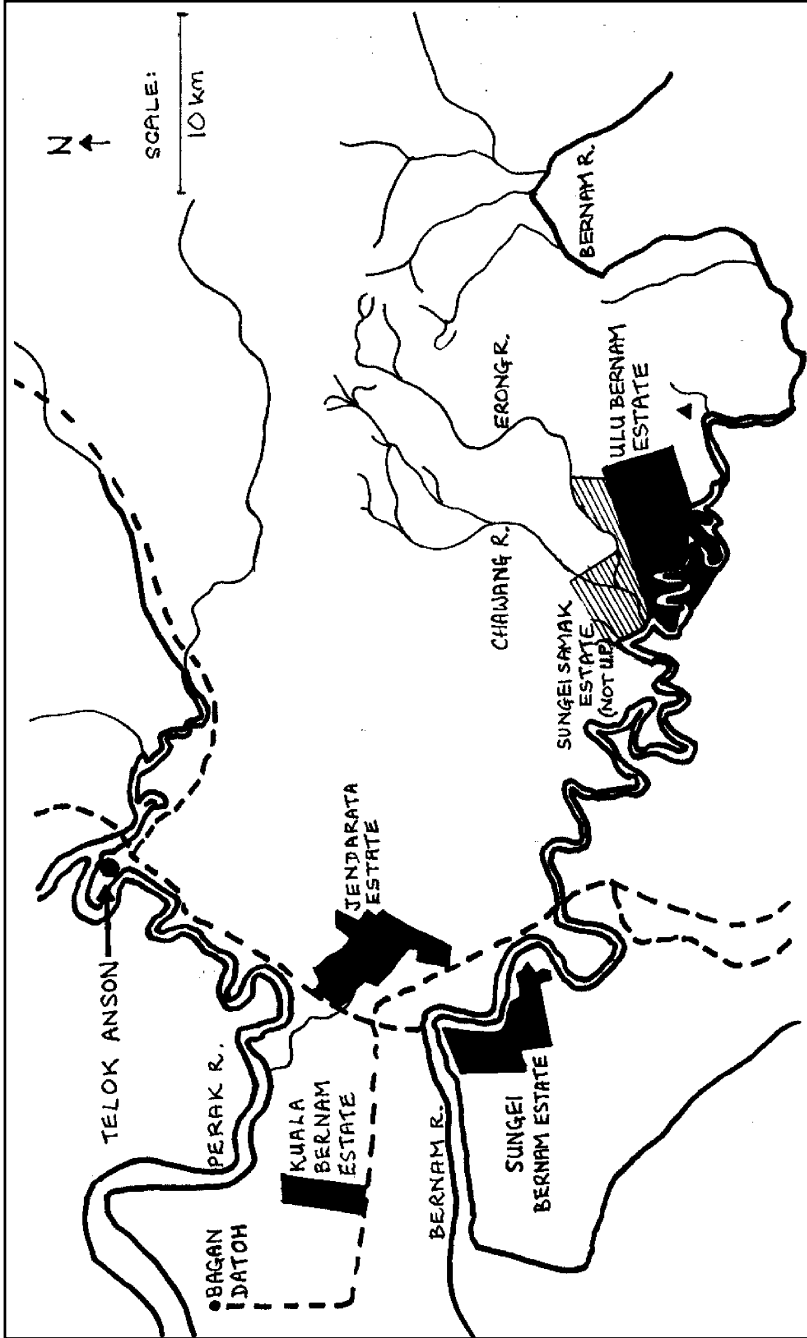 N
SCALE:
10 km
TELOK ANSON
PERAK R.
BAGAN
DATOH
KUALA
BERNAM
ESTATE
JENDARATA
ESTATE
BERNAM R.
SUNGEI
BERNAM ESTATE
CHAWANG R.
ERONG R.
SUNGEI SAMAK
ESTATE
(NOT UP)
ULU BERNAM
ESTATE
BERNAM R.